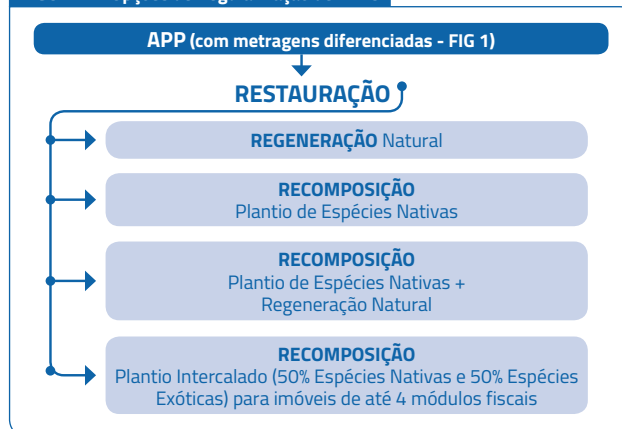 APP (com metragens diferenciadas - FIG 1)
RESTAURAÇÃO
REGENERAÇÃO Natural
RECOMPOSIÇÃO
Plantio de Espécies Nativas
RECOMPOSIÇÃO
Plantio de Espécies Nativas +
Regeneração Natural
RECOMPOSIÇÃO
Plantio Intercalado (50% Espécies Nativas e 50% Espécies
Exóticas) para imóveis de até 4 módulos fiscais